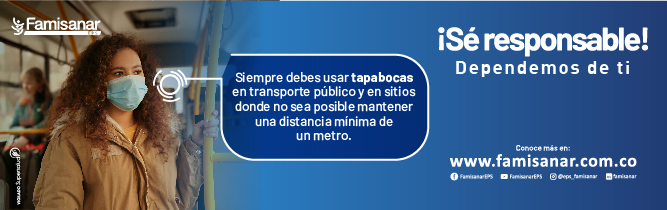 Famisanar
EPS
¡Sé responsable!
Dependemos de ti
Siempre debes usar tapabocas
en transporte público y en sitios
donde no sea posible mantener
una distancia mínima de
un metro.
Conoce más en:
www.famisanar.com.co
FamisanarEPS FamisanarEPS @eps_famisanar famisanar
VIGILADO Supersalud